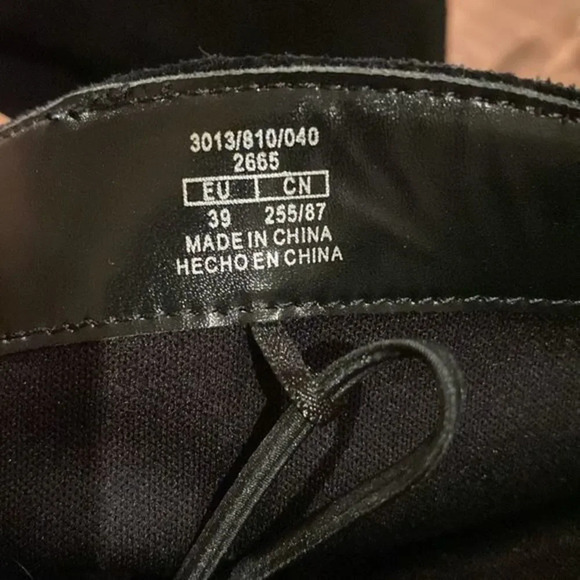 3013/810/040
2665
EU CN
39 255/87
MADE IN CHINA
HECHO EN CHINA